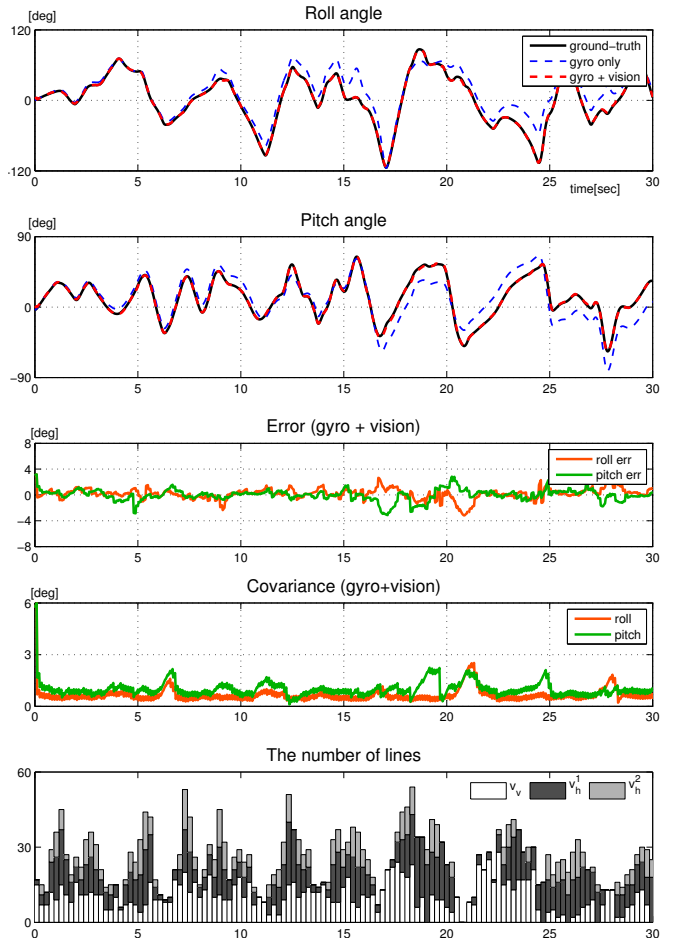 Roll angle
[deg]
120
0
-120
ground-truth
gyro only
gyro + vision
0 5 10 15 20 25 30
time[sec]
Pitch angle
[deg]
90
0
−90
0 5 10 15 20 25 30
Error (gyro + vision)
[deg]
8
4
0
−4
−8
roll err
pitch err
0 5 10 15 20 25 30
Covariance (gyro+vision)
[deg]
6
3
0
roll
pitch
0 5 10 15 20 25 30
The number of lines
60
30
0
v_v v_h^1 v_h^2
0 5 10 15 20 25 30